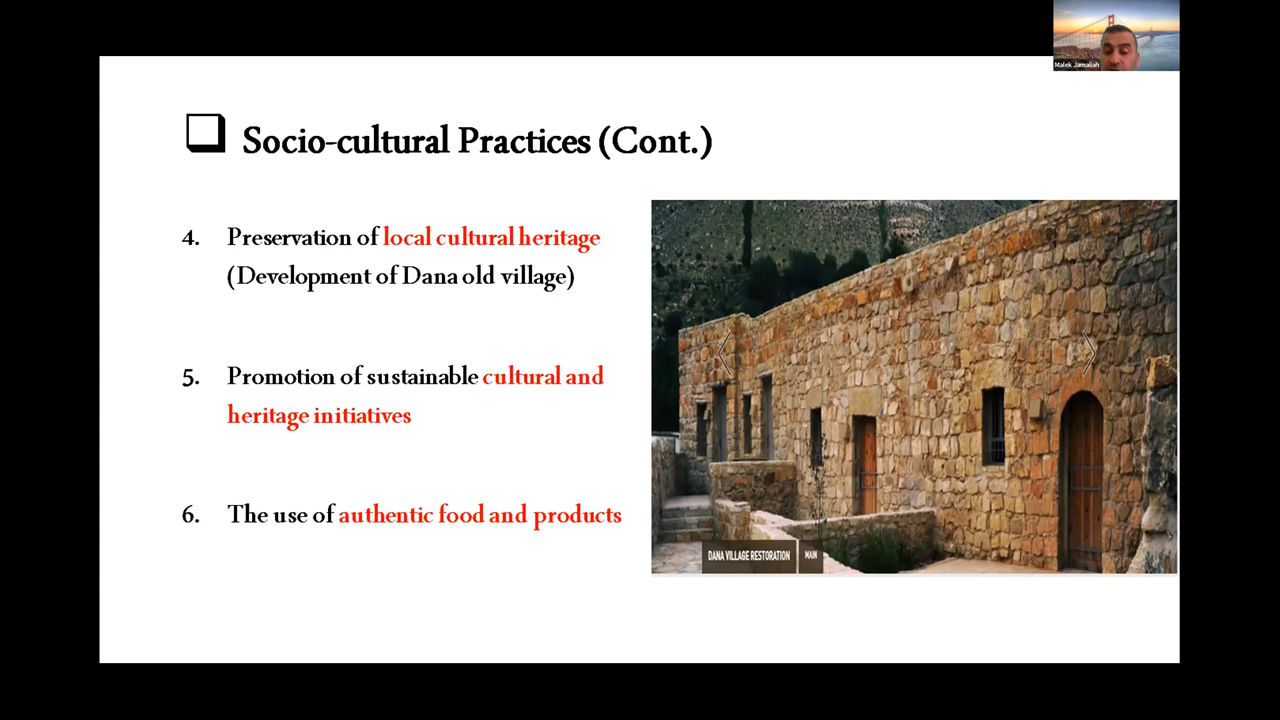 Malek Jamaliah
Socio-cultural Practices (Cont.)
4. Preservation of local cultural heritage
(Development of Dana old village)
5. Promotion of sustainable cultural and
heritage initiatives
6. The use of authentic food and products
DANA VILLAGE RESTORATION MAIN